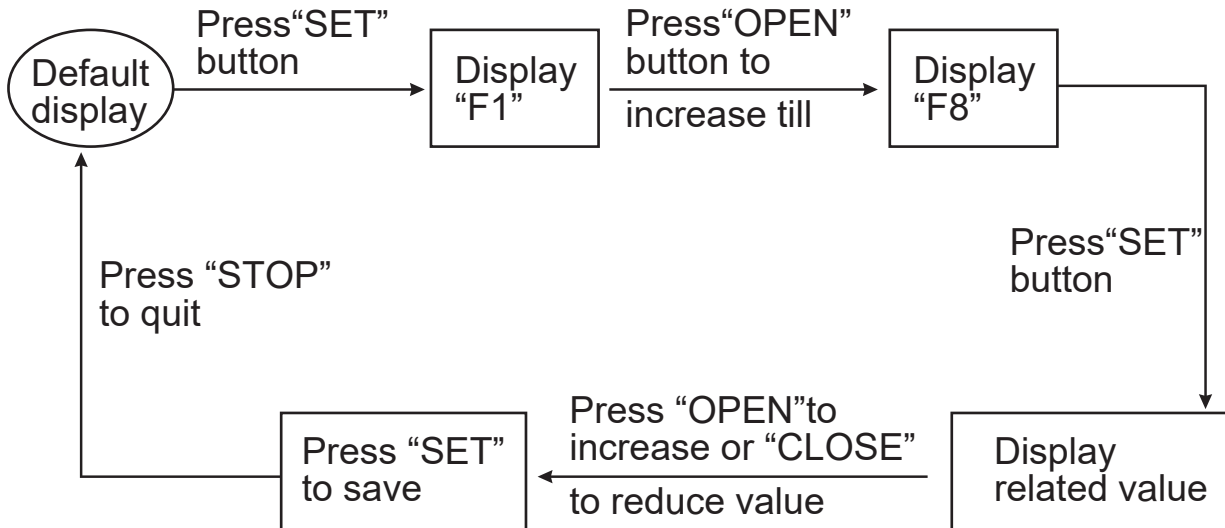 Default
display
Press“SET”
button
Display
“F1”
Press“OPEN”
button to
increase till
Display
“F8”
Press“SET”
button
Display
related value
Press “OPEN”to
increase or “CLOSE”
to reduce value
Press “SET”
to save
Press “STOP”
to quit